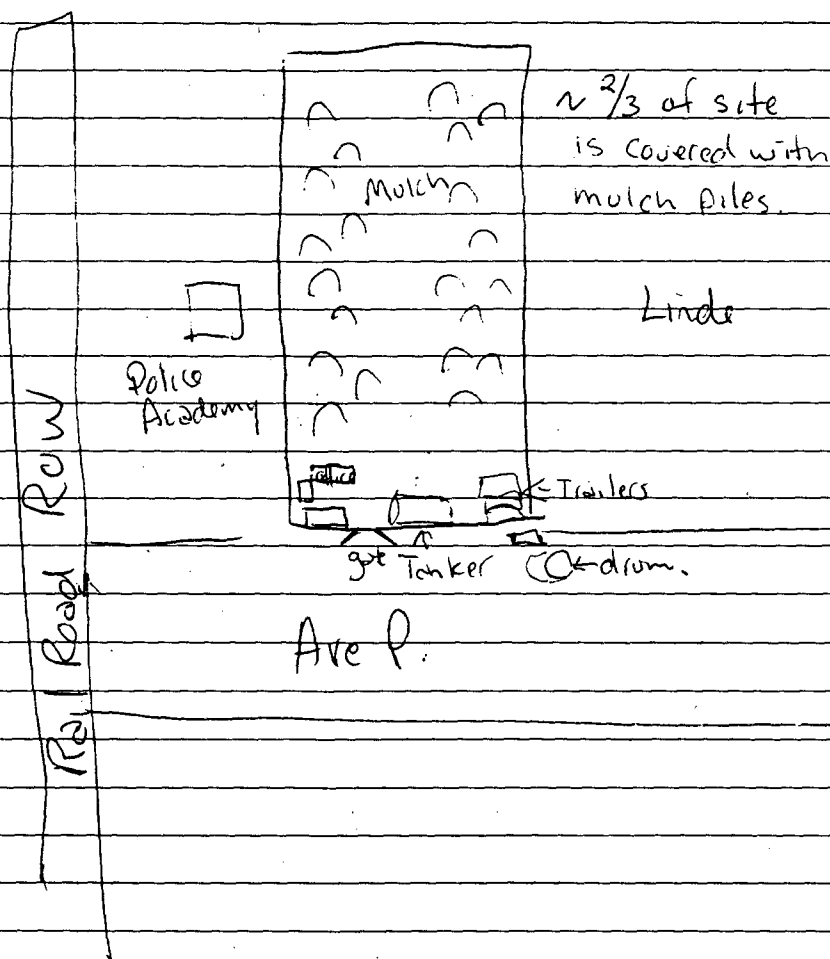 ~ 2/3 of site
is covered with
mulch piles.
Mulch
Linde
Police
Academy
office
Trailers
gate Tanker drum.
Ave P.
Rail Road Row